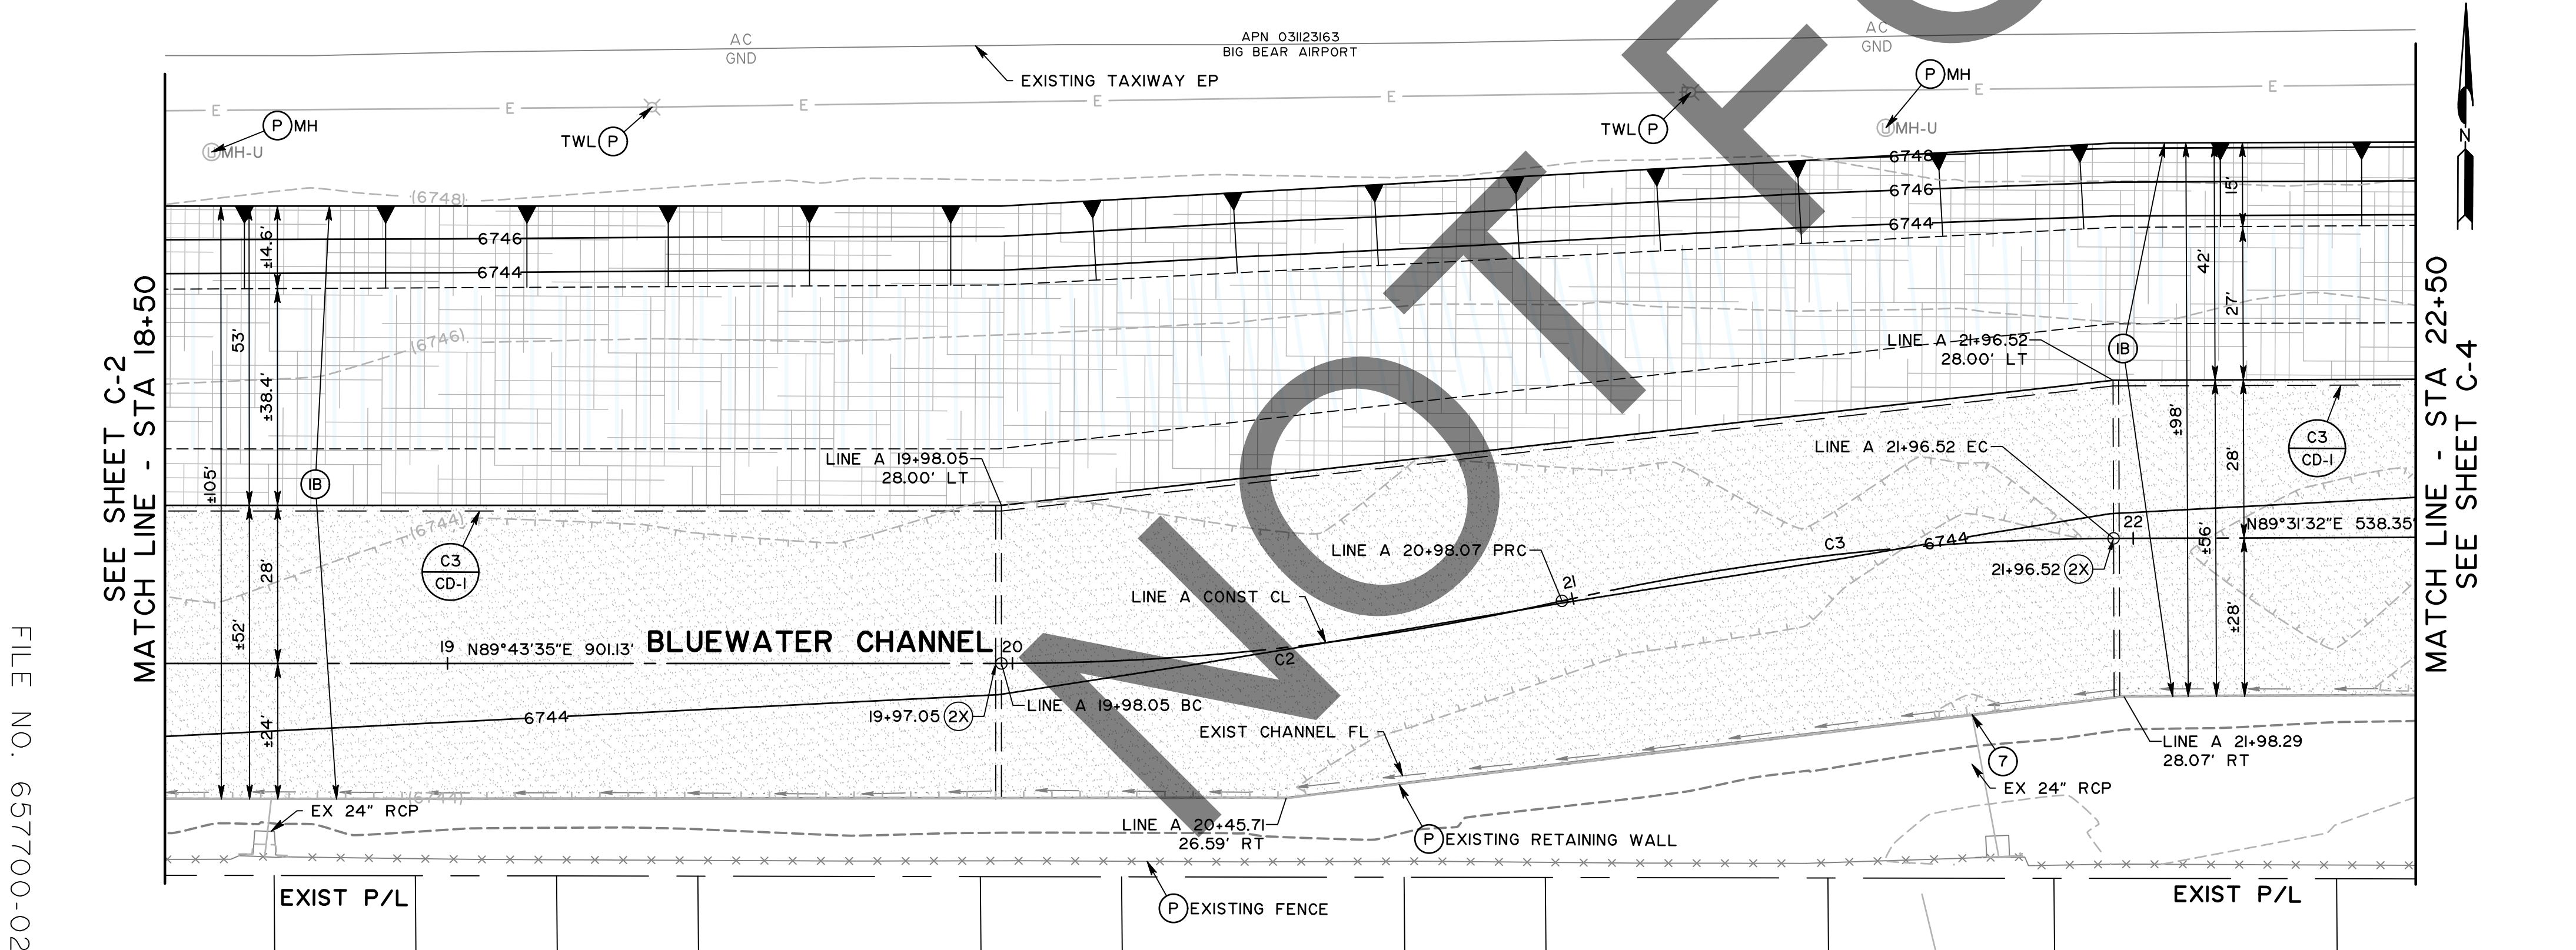 APN 031123163
BIG BEAR AIRPORT
AC
GND
AC
GND
EXISTING TAXIWAY EP
P MH
E E E E E E E
P MH
TWL P
TWL P
MH-U
MH-U
(6748)
6748
6746
6744
6746
6744
±14.6'
15'
53'
42'
27'
(6746)
±38.4'
LINE A 21+96.52
28.00' LT
1B
1B
SEE SHEET C-2
MATCH LINE - STA 18+50
MATCH LINE - STA 22+50
SEE SHEET C-4
N
±105'
LINE A 19+98.05
28.00' LT
LINE A 21+96.52 EC
±98'
28'
C3
CD-1
(6744)
C3
CD-1
28'
LINE A 20+98.07 PRC
21
C3
6744
22
N89°31'32"E 538.35'
±56'
21+96.52 2X
LINE A CONST CL
±52'
19
N89°43'35"E 901.13'
BLUEWATER CHANNEL
20
C2
±28'
6744
19+97.05 2X
LINE A 19+98.05 BC
±24'
EXIST CHANNEL FL
LINE A 21+98.29
28.07' RT
7
EX 24" RCP
(6744)
EX 24" RCP
LINE A 20+45.71
26.59' RT
P EXISTING RETAINING WALL
EXIST P/L
P EXISTING FENCE
EXIST P/L
FILE NO. 65700-02
NOT FO